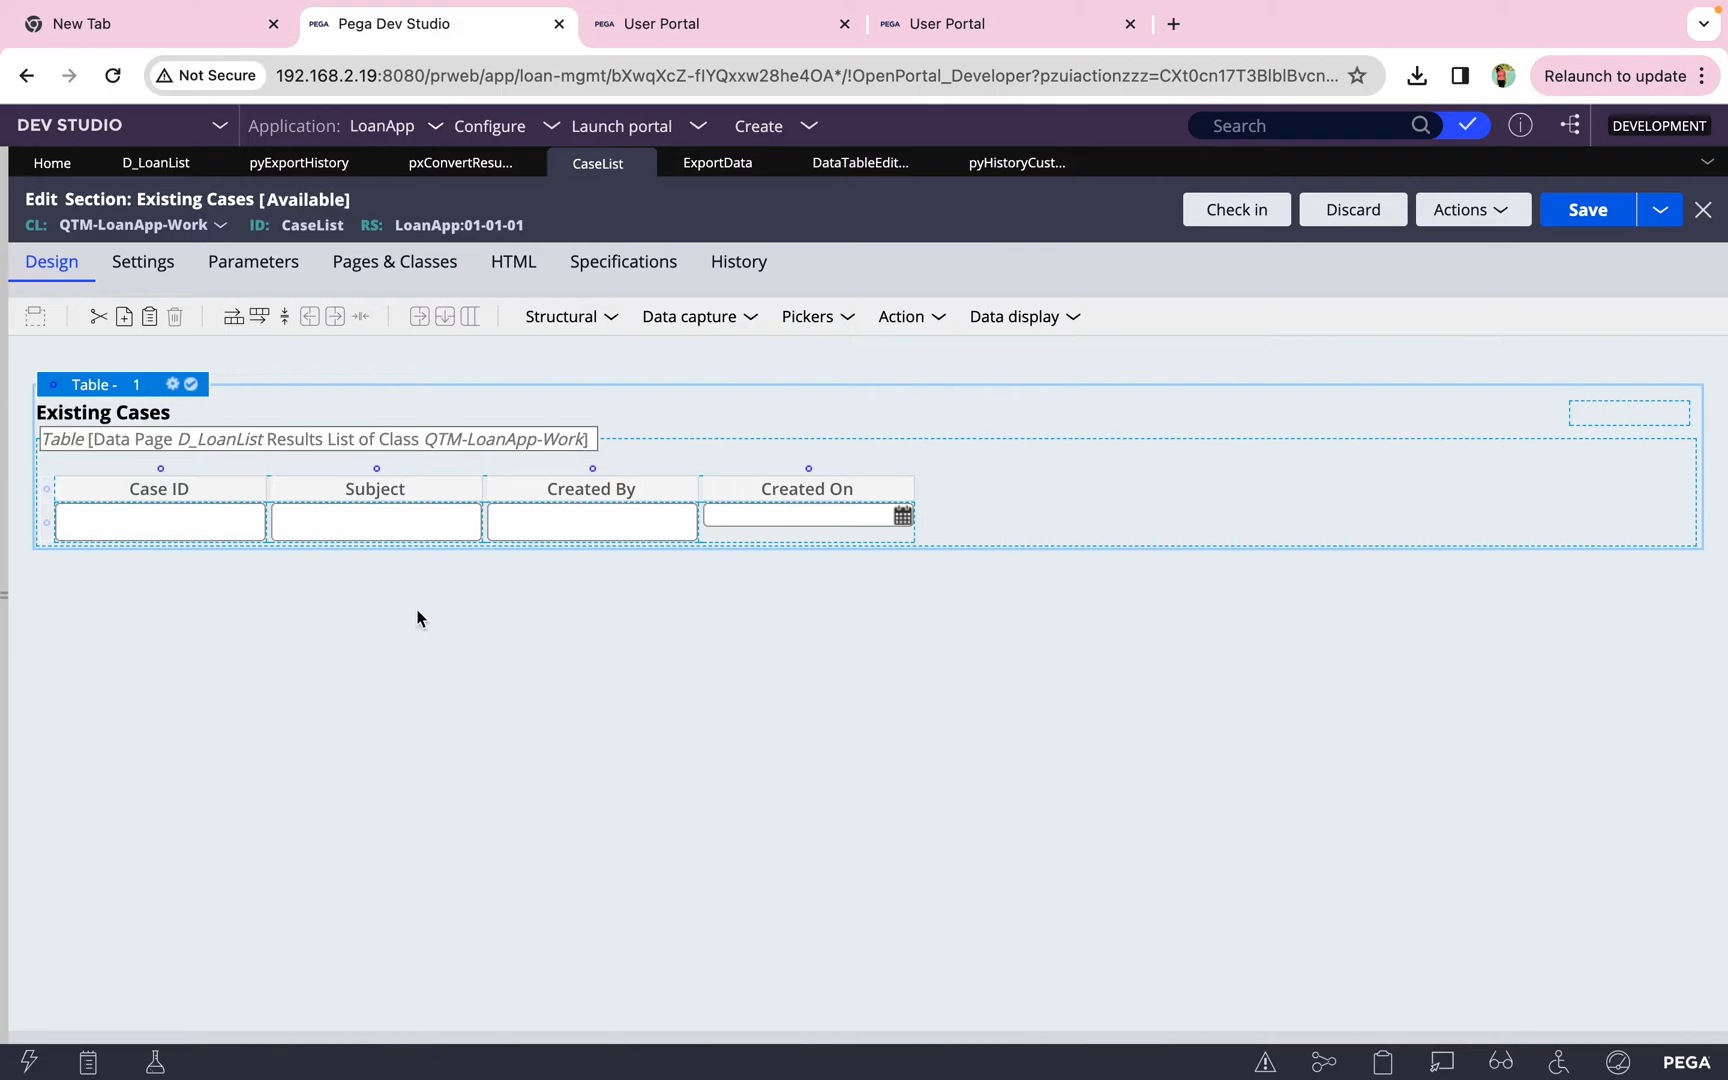 New Tab
PEGA Pega Dev Studio
PEGA User Portal
PEGA User Portal
Not Secure 192.168.2.19:8080/prweb/app/loan-mgmt/bXwqXcZ-flYQxxw28he4OA*/!OpenPortal_Developer?pzuiactionzzz=CXt0cn17T3BlblBvcn... Relaunch to update
DEV STUDIO Application: LoanApp Configure Launch portal Create Search DEVELOPMENT
Home D_LoanList pyExportHistory pxConvertResu... CaseList ExportData DataTableEdit... pyHistoryCust...
Edit Section: Existing Cases [Available]
CL: QTM-LoanApp-Work ID: CaseList RS: LoanApp:01-01-01
Check in Discard Actions Save
Design Settings Parameters Pages & Classes HTML Specifications History
Structural Data capture Pickers Action Data display
Table - 1
Existing Cases
Table [Data Page D_LoanList Results List of Class QTM-LoanApp-Work]
Case ID Subject Created By Created On
PEGA